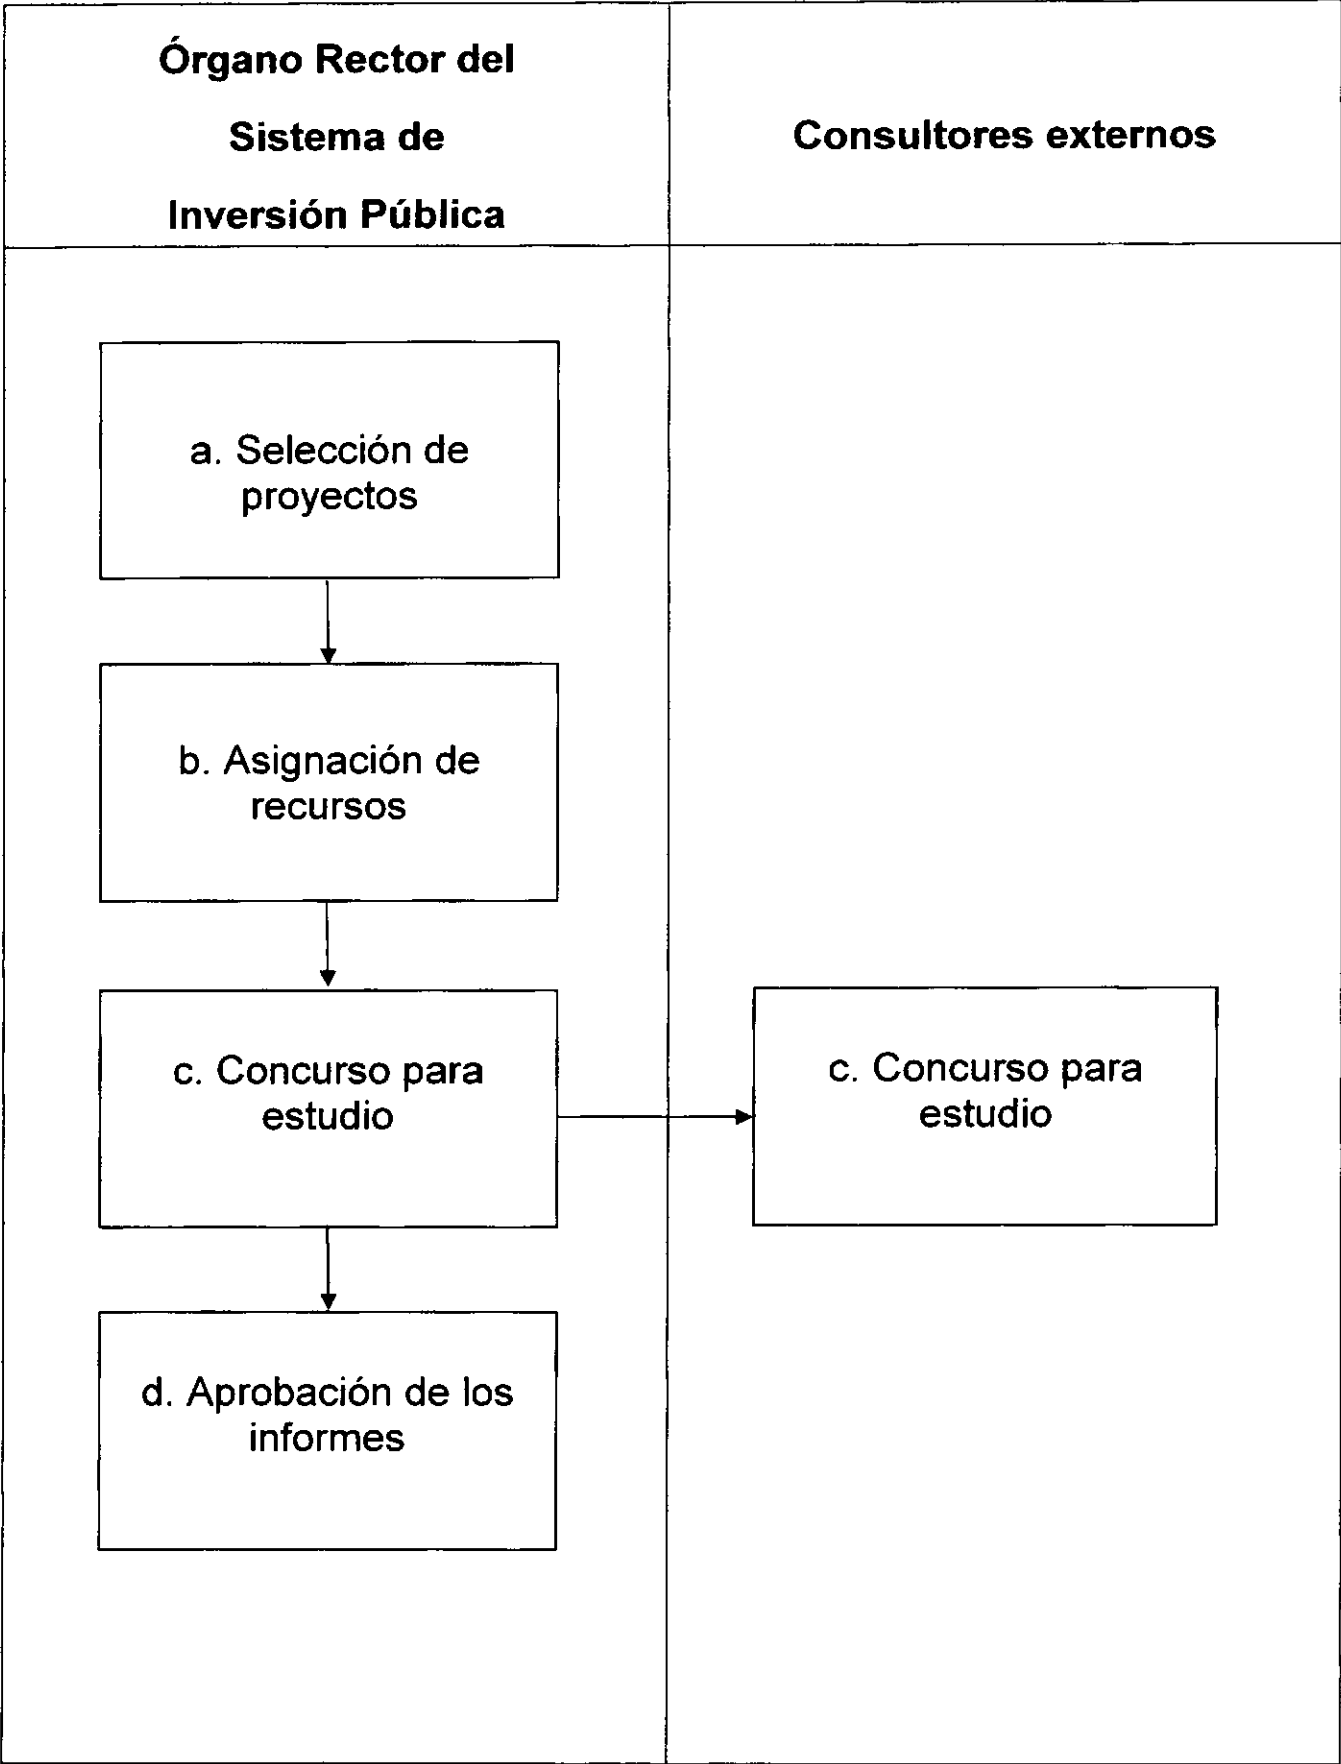 Órgano Rector del
Sistema de
Inversión Pública
Consultores externos
a. Selección de
proyectos
b. Asignación de
recursos
c. Concurso para
estudio
c. Concurso para
estudio
d. Aprobación de los
informes